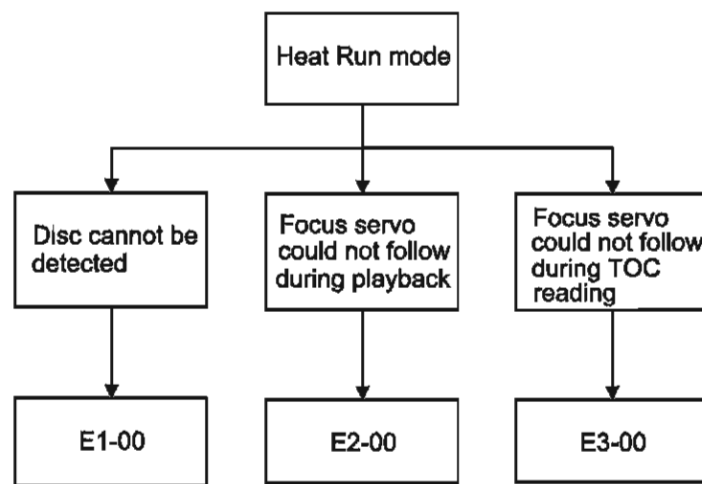 Heat Run mode
Disc cannot be
detected
Focus servo
could not follow
during playback
Focus servo
could not follow
during TOC
reading
E1-00
E2-00
E3-00